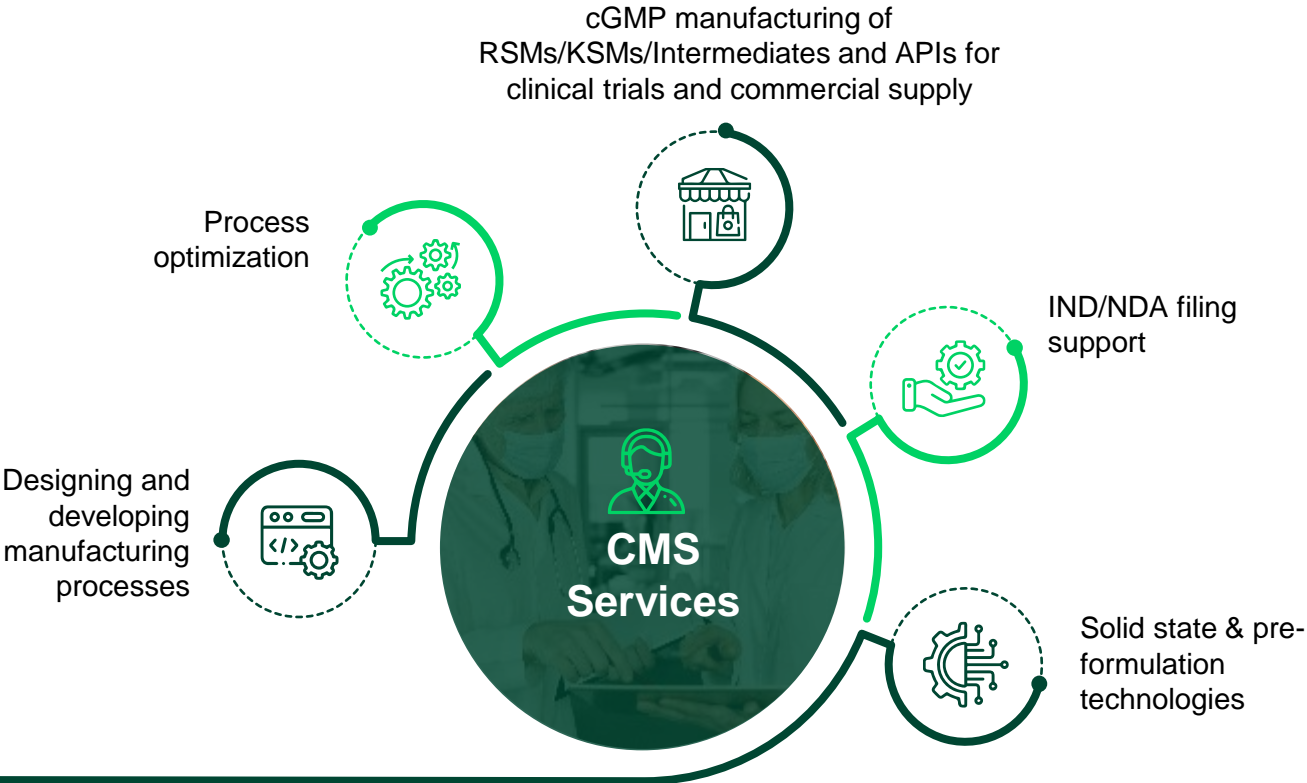 cGMP manufacturing of
RSMs/KSMs/Intermediates and APIs for
clinical trials and commercial supply
Process
optimization
IND/NDA filing
support
Designing and
developing
manufacturing
processes
</>
CMS
Services
Solid state & pre-
formulation
technologies